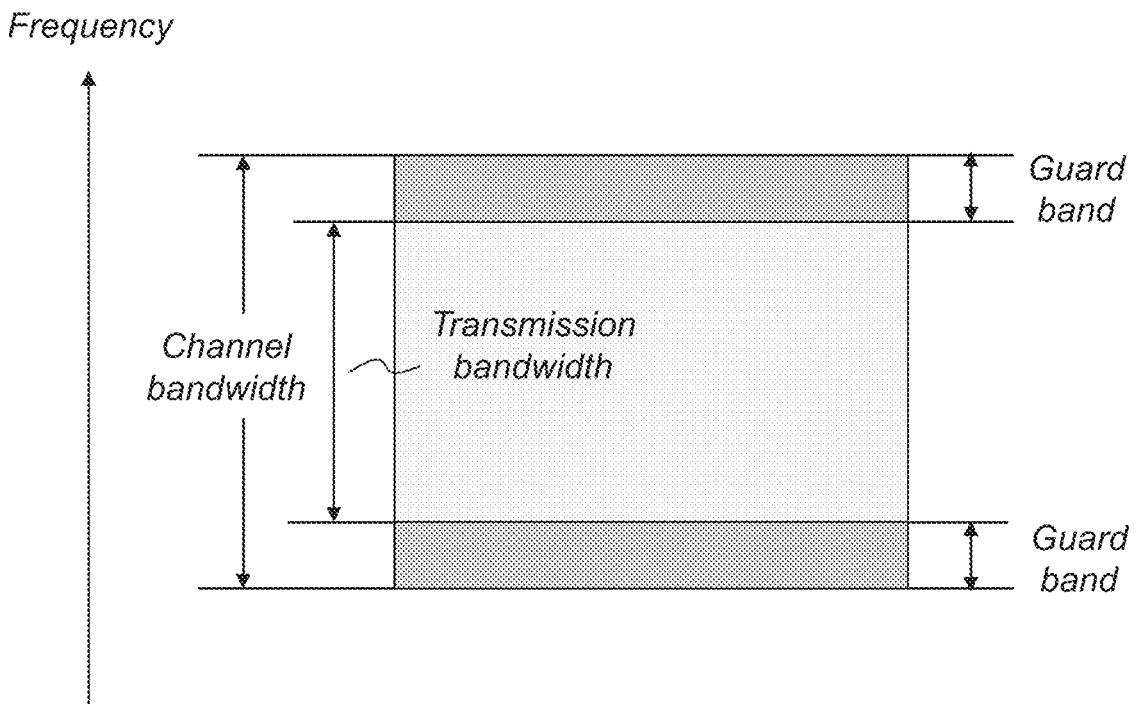 Frequency
Guard
band
Transmission
bandwidth
Channel
bandwidth
Guard
band